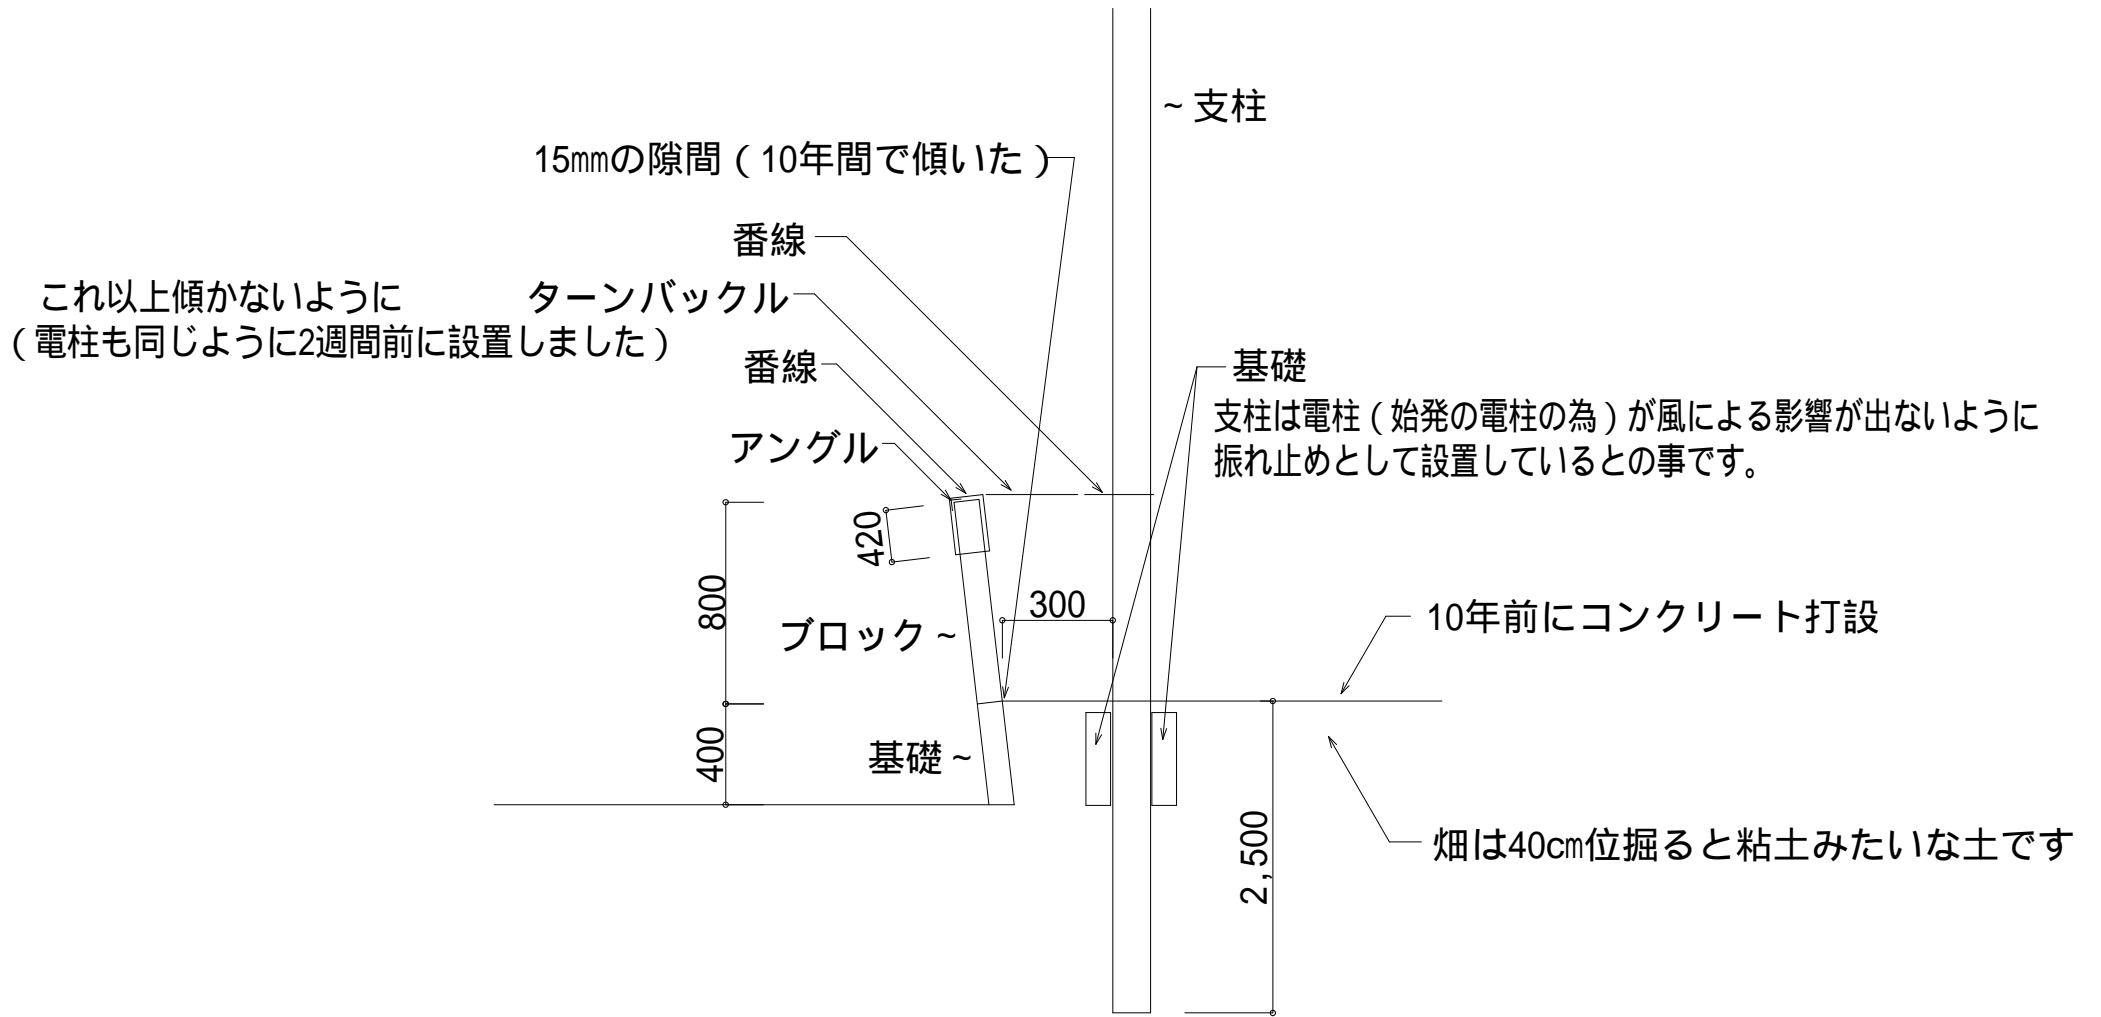 ~支柱
15㎜の隙間（10年間で傾いた）
番線
これ以上傾かないように
ターンバックル
（電柱も同じように2週間前に設置しました）
番線
基礎
支柱は電柱（始発の電柱の為）が風による影響が出ないように
アングル
振れ止めとして設置しているとの事です。
420
800
300
10年前にコンクリート打設
ブロック~
400
基礎~
2,500
畑は40㎝位掘ると粘土みたいな土です